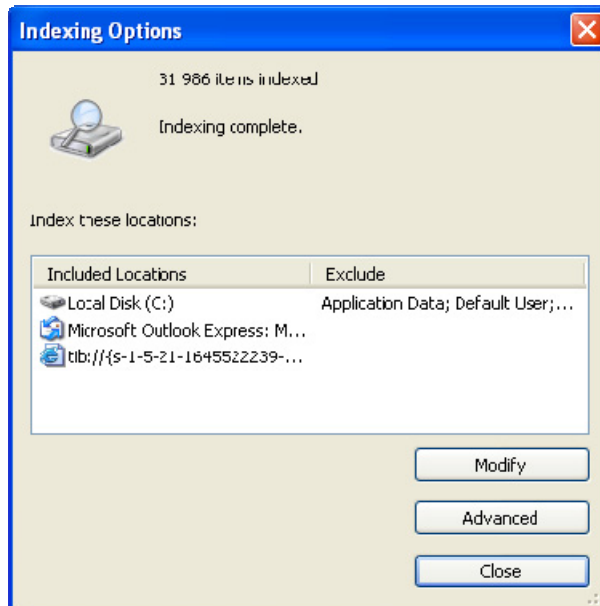 Indexing Options
31 986 items indexed
Indexing complete.
Index these locations:
Included Locations Exclude
Local Disk (C:) Application Data; Default User;...
Microsoft Outlook Express: M...
tlb://{s-1-5-21-1645522239-...
Modify
Advanced
Close